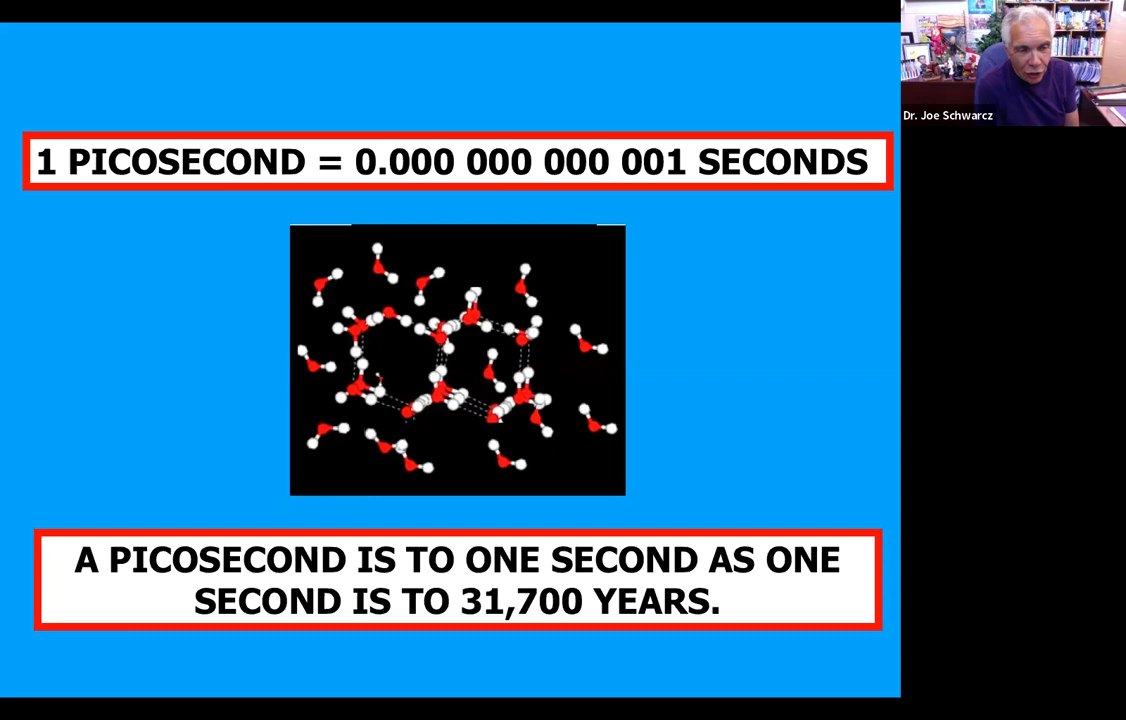 1 PICOSECOND = 0.000 000 000 001 SECONDS
Dr. Joe Schwarcz
A PICOSECOND IS TO ONE SECOND AS ONE
SECOND IS TO 31,700 YEARS.